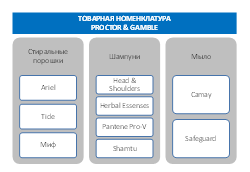 ТОВАРНАЯ НОМЕНКЛАТУРА
PROCTOR & GAMBLE
Стиральные
порошки
Ariel
Tide
Миф
Шампуни
Head &
Shoulders
Herbal Essenses
Pantene Pro-V
Shamtu
Мыло
Camay
Safeguard